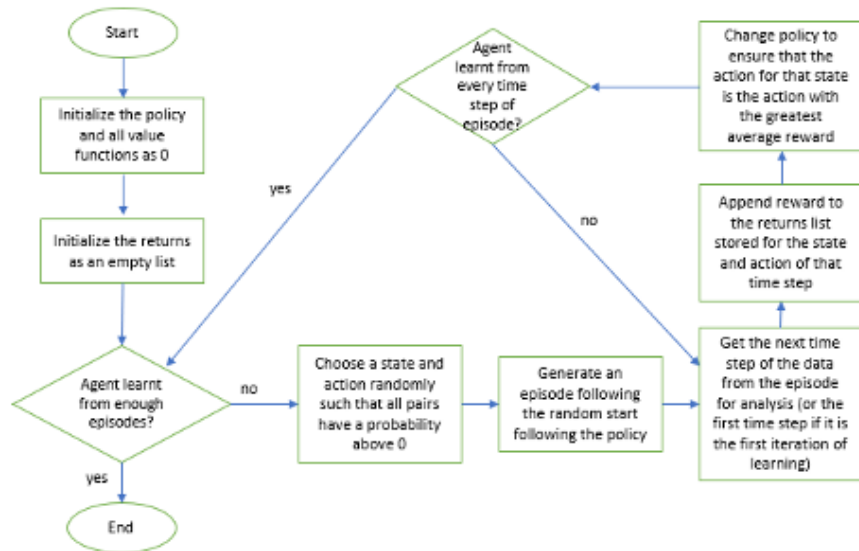 Start
Initialize the policy
and all value
functions as 0
Initialize the returns
as an empty list
Agent learnt
from enough
episodes?
yes
End
no
Choose a state and
action randomly
such that all pairs
have a probability
above 0
Generate an
episode following
the random start
following the policy
Get the next time
step of the data
from the episode
for analysis (or the
first time step if it is
the first iteration of
learning)
Append reward to
the returns list
stored for the state
and action of that
time step
Change policy to
ensure that the
action for that state
is the action with
the greatest
average reward
Agent
learnt from
every time
step of
episode?
yes
no